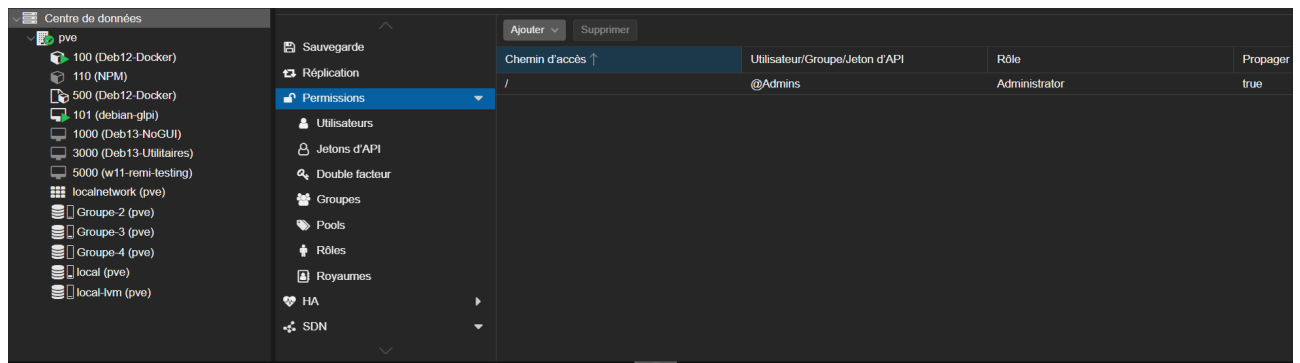 Centre de données
pve
100 (Deb12-Docker)
110 (NPM)
500 (Deb12-Docker)
101 (debian-glpi)
1000 (Deb13-NoGUI)
3000 (Deb13-Utilitaires)
5000 (w11-remi-testing)
localnetwork (pve)
Groupe-2 (pve)
Groupe-3 (pve)
Groupe-4 (pve)
local (pve)
local-lvm (pve)
Sauvegarde
Réplication
Permissions
Utilisateurs
Jetons d'API
Double facteur
Groupes
Pools
Rôles
Royaumes
HA
SDN
Ajouter Supprimer
Chemin d'accès ↑ Utilisateur/Groupe/Jeton d'API Rôle Propager
/ @Admins Administrator true